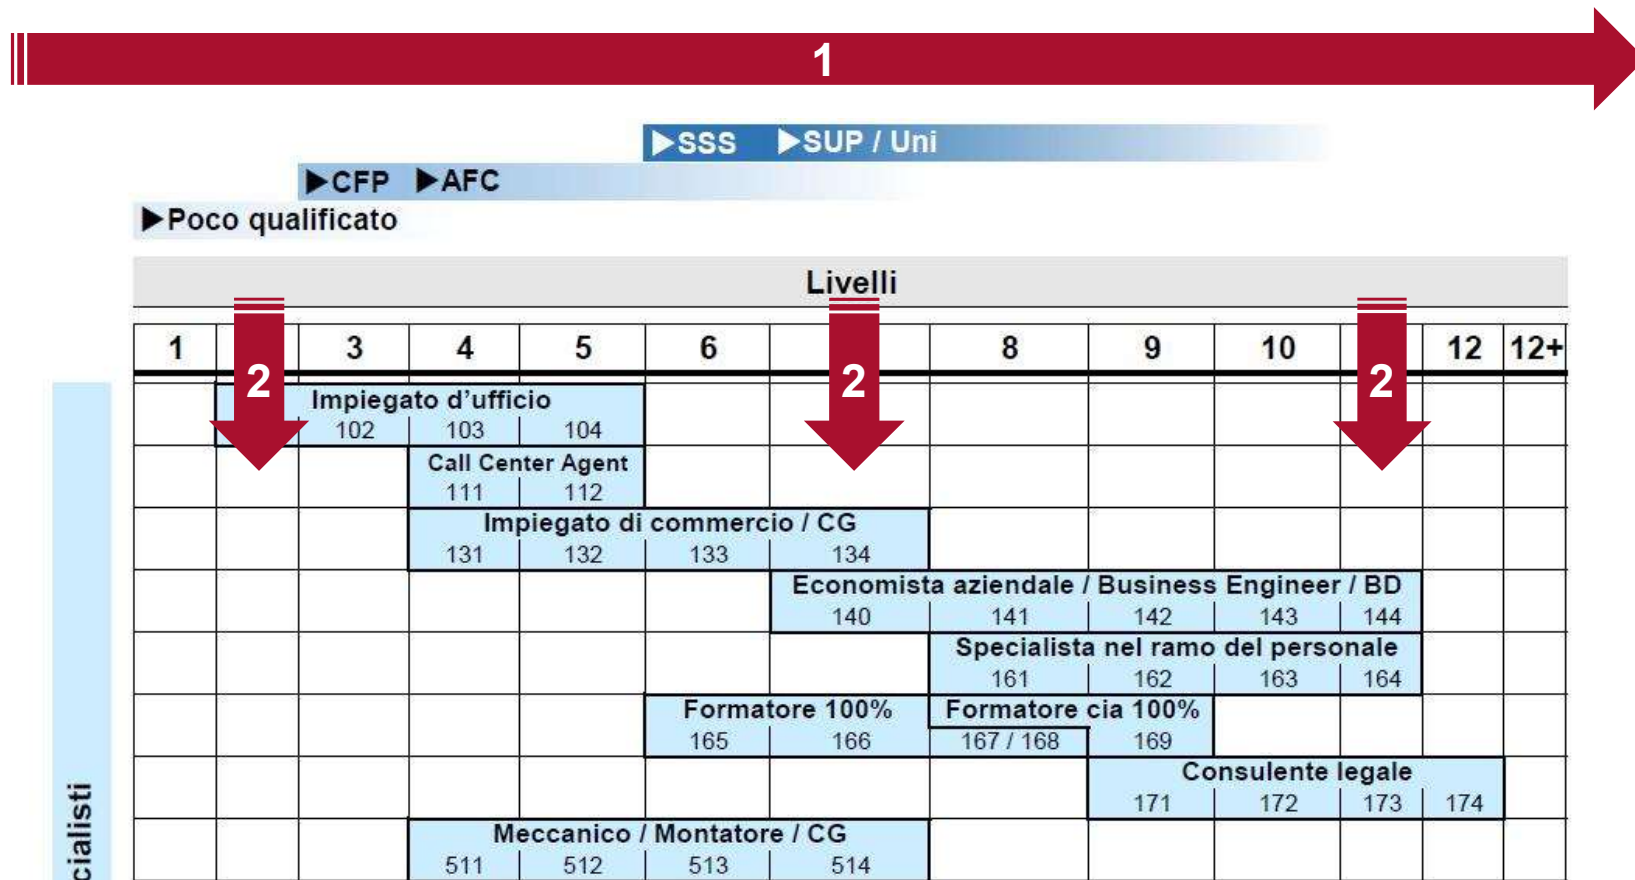 1
▶SSS ▶SUP / Uni
▶CFP ▶AFC
▶Poco qualificato
Livelli
1 3 4 5 6 8 9 10 12 12+
2 2 2
Impiegato d'ufficio
102 103 104
Call Center Agent
111 112
Impiegato di commercio / CG
131 132 133 134
Economista aziendale / Business Engineer / BD
140 141 142 143 144
Specialista nel ramo del personale
161 162 163 164
Formatore 100% Formatore cia 100%
165 166 167 / 168 169
Consulente legale
171 172 173 174
Meccanico / Montatore / CG
511 512 513 514
cialisti